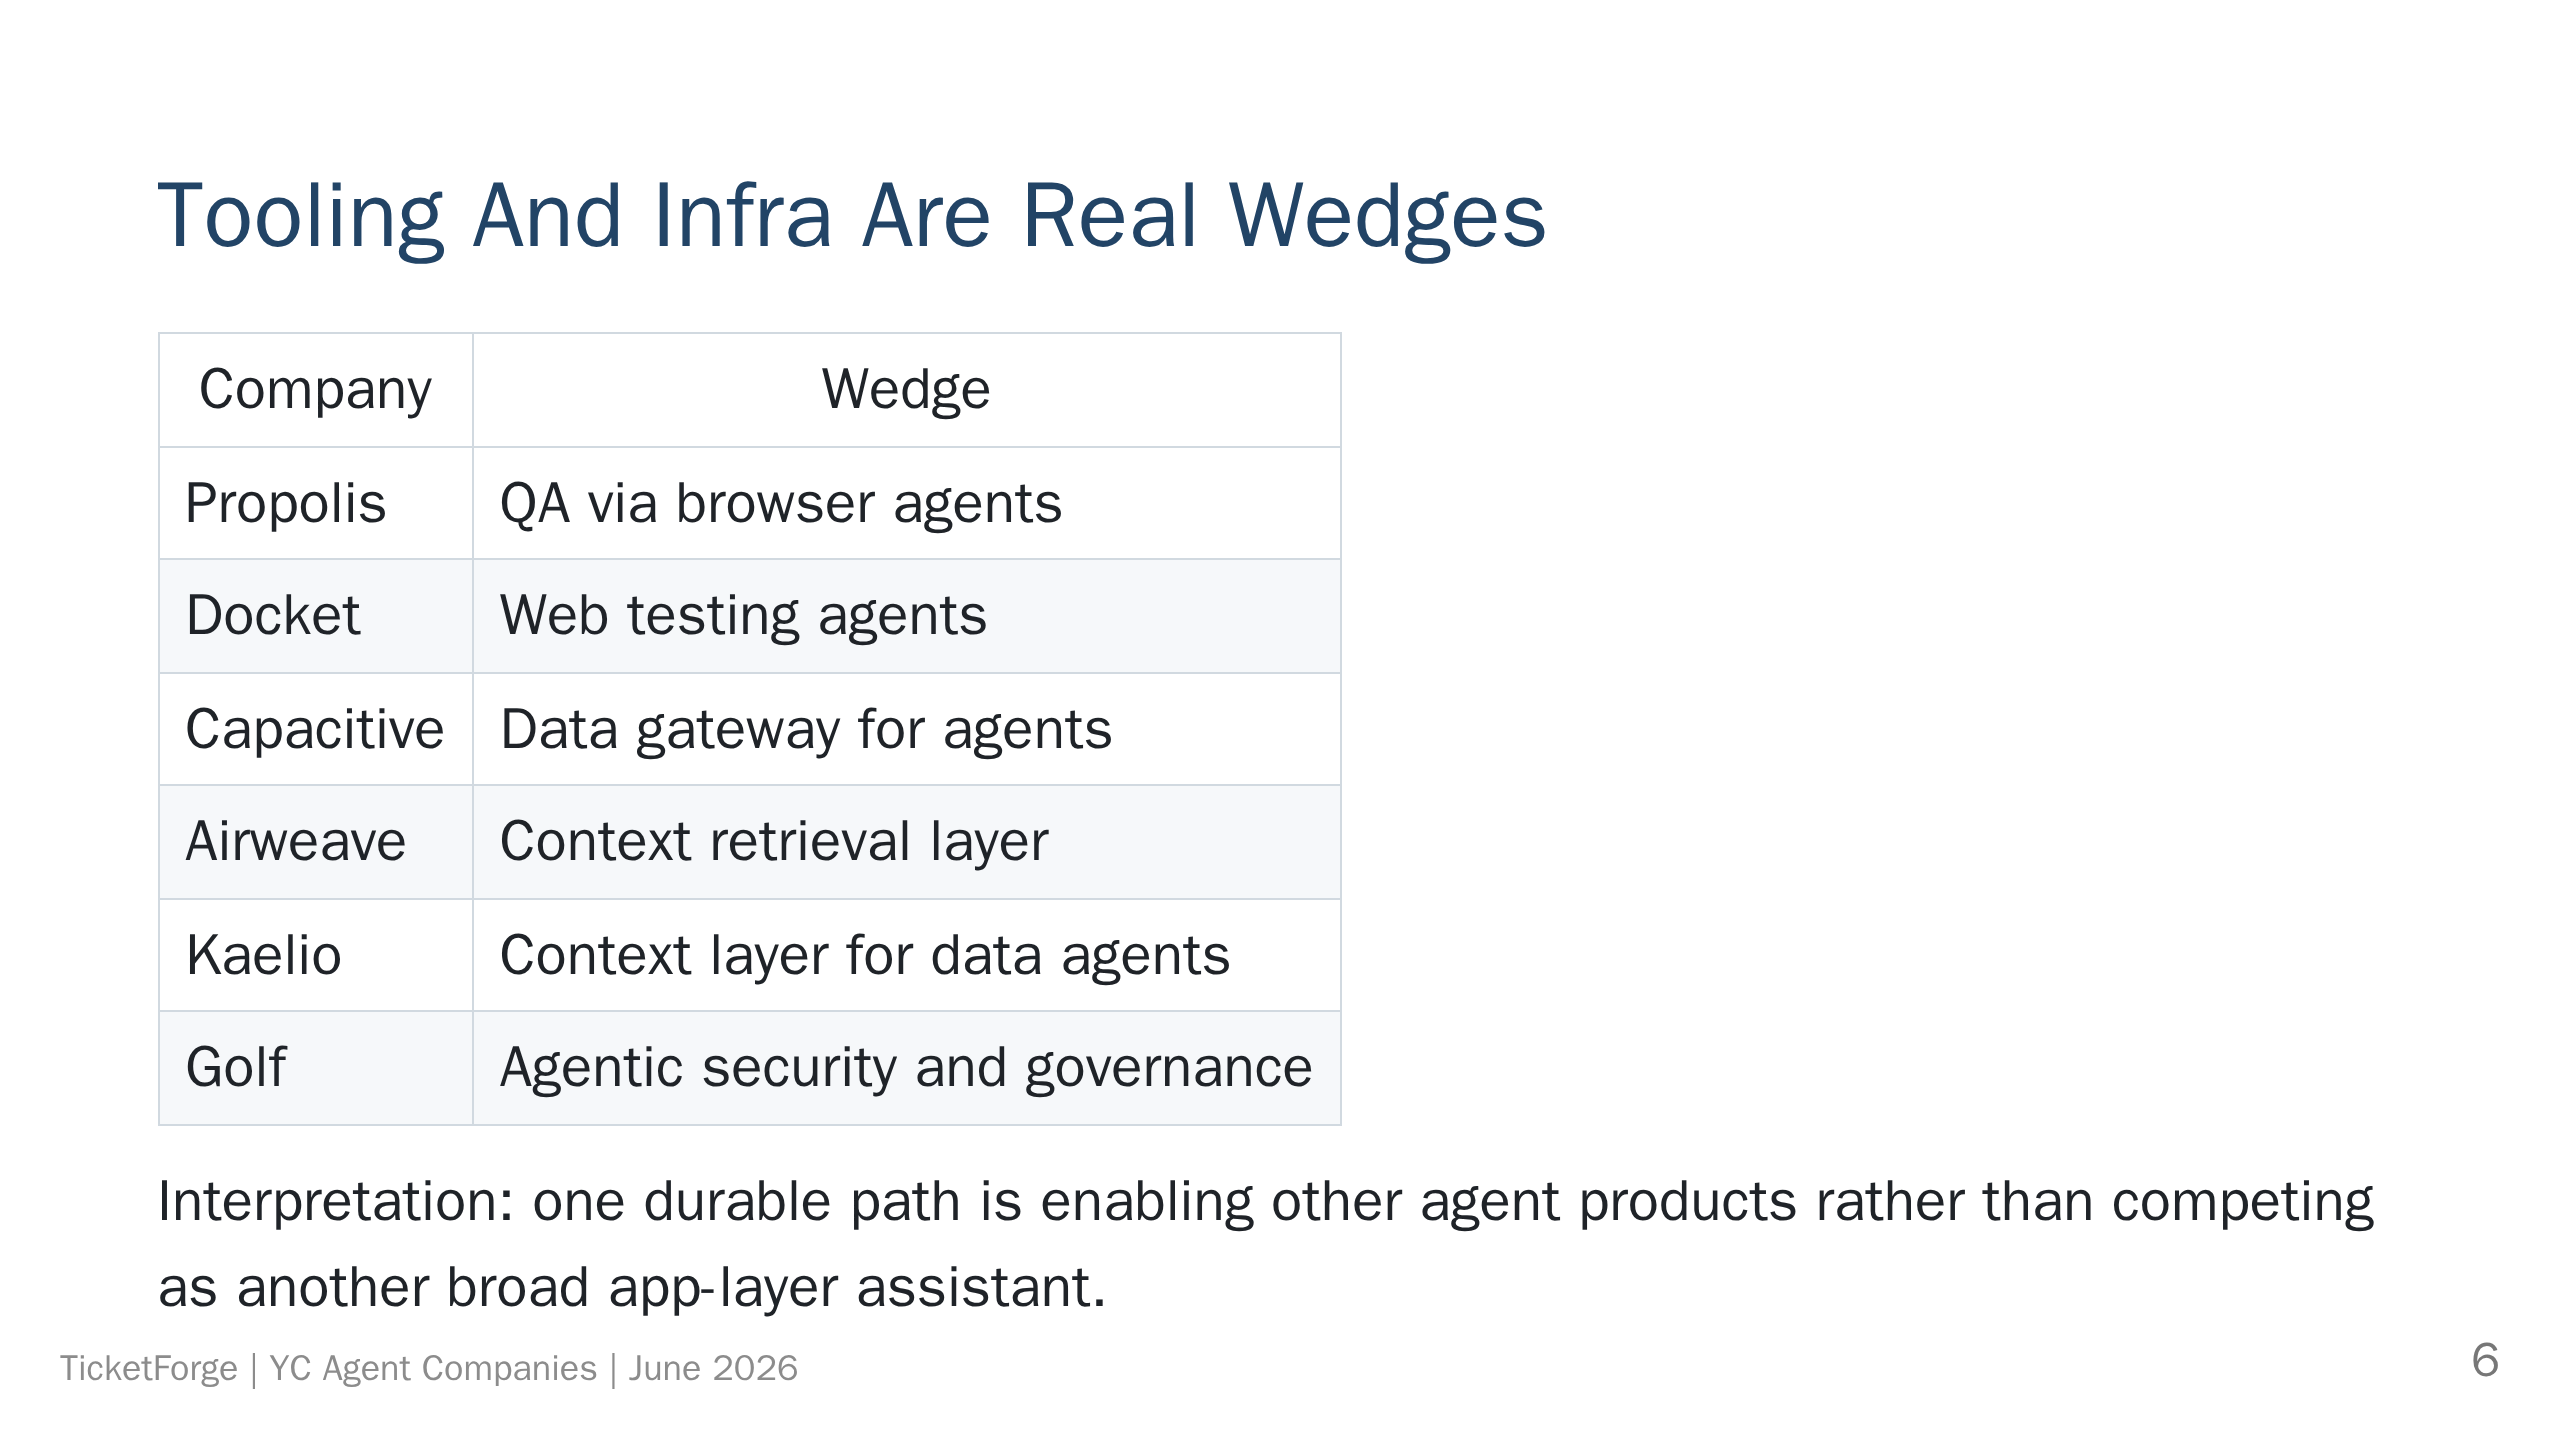 Tooling And Infra Are Real Wedges
Company Wedge
Propolis QA via browser agents
Docket Web testing agents
Capacitive Data gateway for agents
Airweave Context retrieval layer
Kaelio Context layer for data agents
Golf Agentic security and governance
Interpretation: one durable path is enabling other agent products rather than competing
as another broad app-layer assistant.
TicketForge | YC Agent Companies | June 2026
6